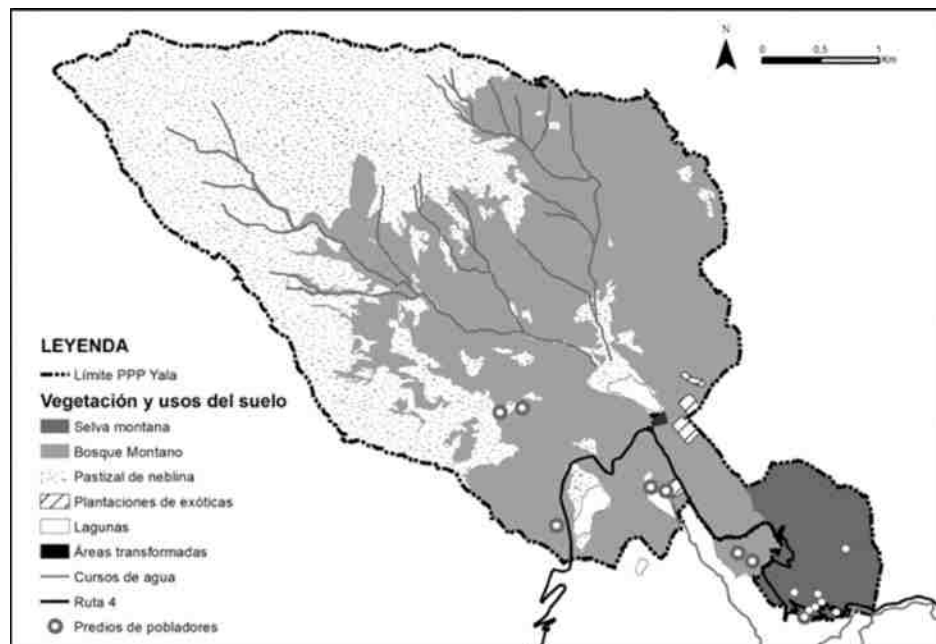 N
0 0,5 1
Km
LEYENDA
Límite PPP Yala
Vegetación y usos del suelo
Selva montana
Bosque Montano
Pastizal de neblina
Plantaciones de exóticas
Lagunas
Áreas transformadas
Cursos de agua
Ruta 4
Predios de pobladores